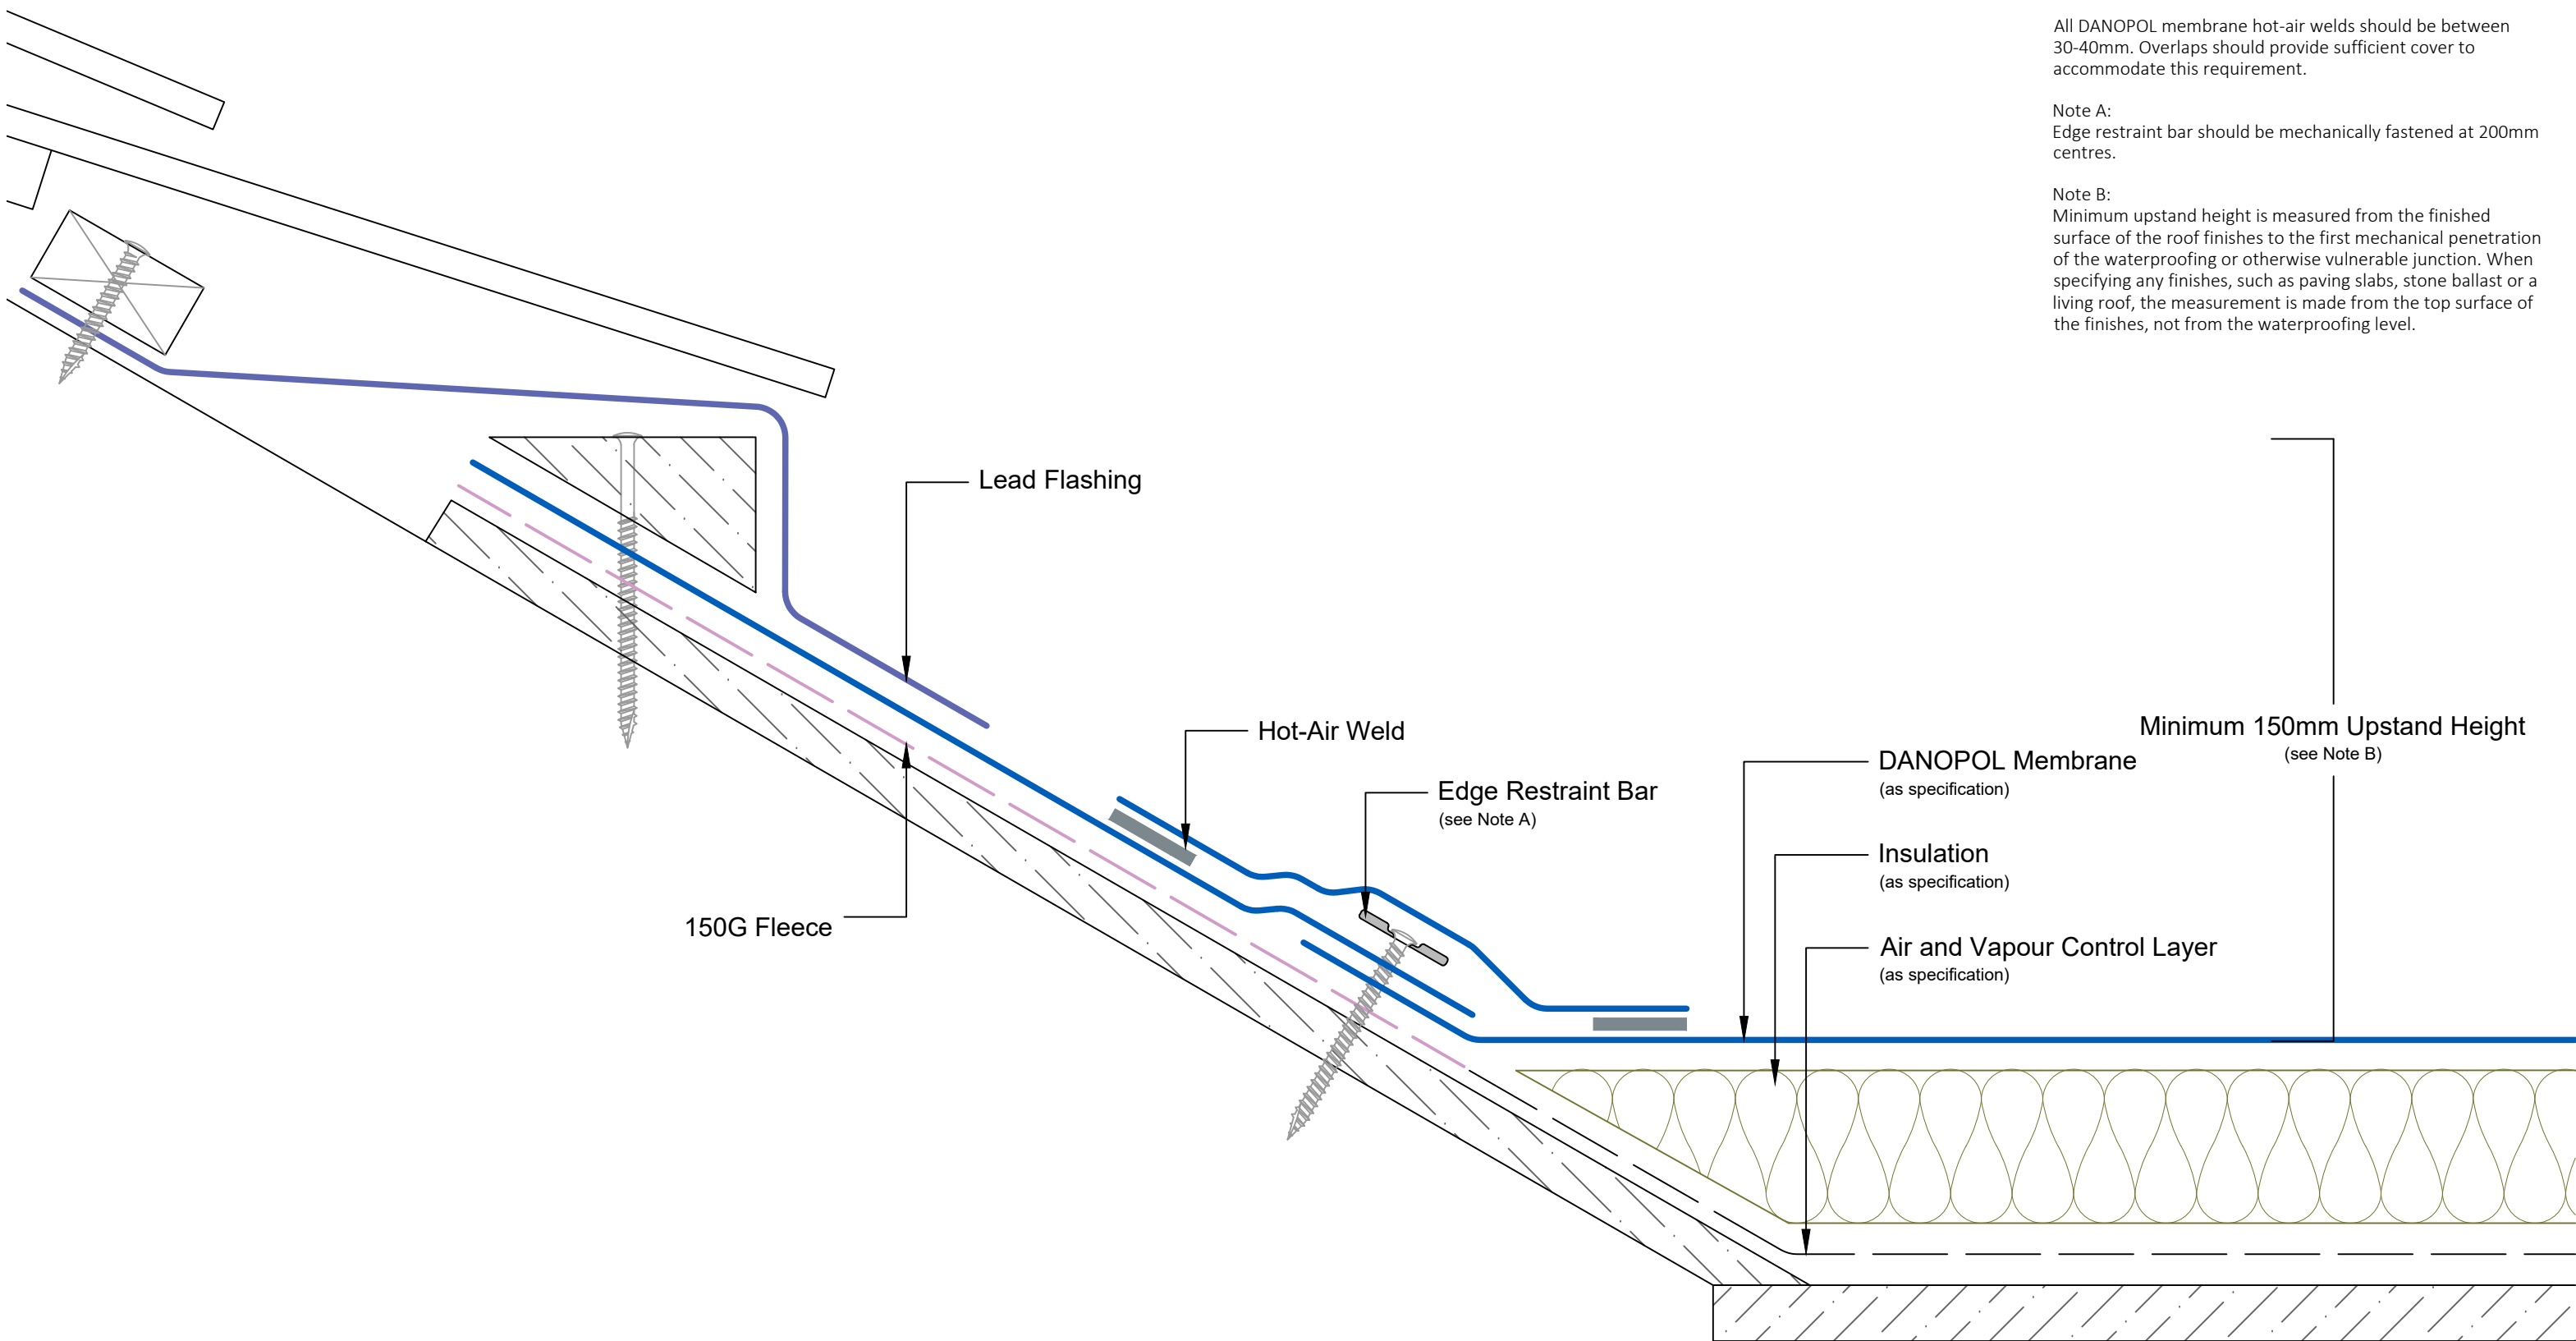 All DANOPOL membrane hot-air welds should be between
30-40mm. Overlaps should provide sufficient cover to
accommodate this requirement.
Note A:
Edge restraint bar should be mechanically fastened at 200mm
centres.
Note B:
Minimum upstand height is measured from the finished
surface of the roof finishes to the first mechanical penetration
of the waterproofing or otherwise vulnerable junction. When
specifying any finishes, such as paving slabs, stone ballast or a
living roof, the measurement is made from the top surface of
the finishes, not from the waterproofing level.
Lead Flashing
Hot-Air Weld
Edge Restraint Bar
(see Note A)
150G Fleece
Minimum 150mm Upstand Height
(see Note B)
DANOPOL Membrane
(as specification)
Insulation
(as specification)
Air and Vapour Control Layer
(as specification)